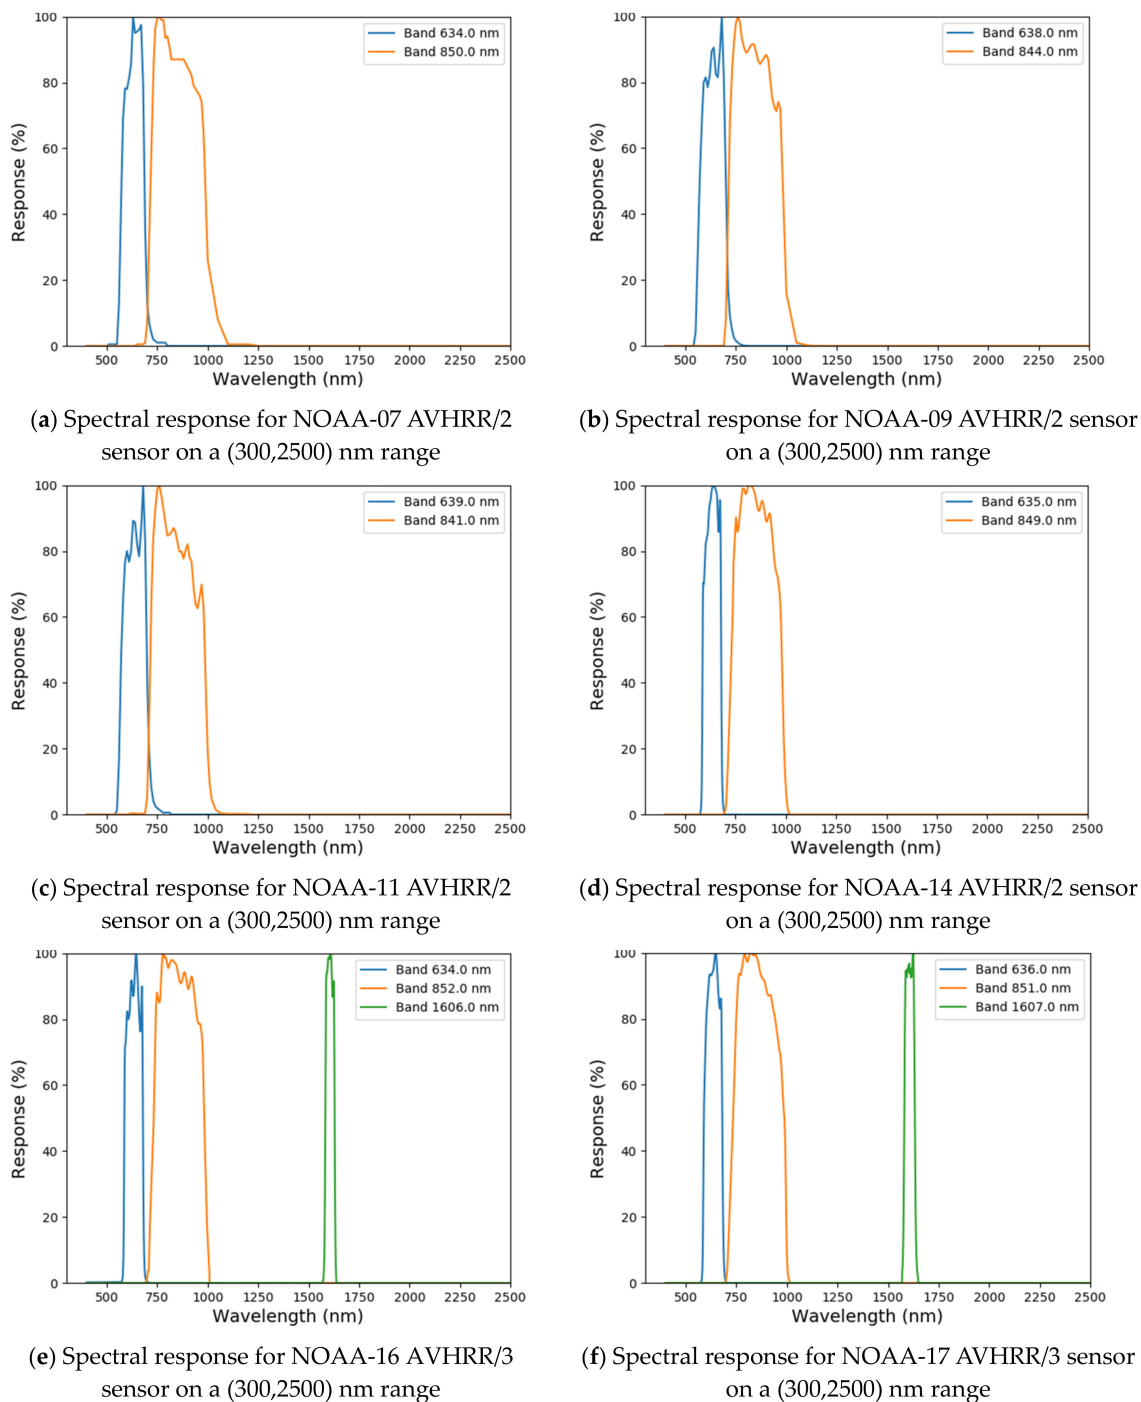 100
80
60
40
20
0
Response (%)
Band 634.0 nm
Band 850.0 nm
500 750 1000 1250 1500 1750 2000 2250 2500
Wavelength (nm)
(a) Spectral response for NOAA-07 AVHRR/2
sensor on a (300,2500) nm range
100
80
60
40
20
0
Response (%)
Band 638.0 nm
Band 844.0 nm
500 750 1000 1250 1500 1750 2000 2250 2500
Wavelength (nm)
(b) Spectral response for NOAA-09 AVHRR/2 sensor
on a (300,2500) nm range
100
80
60
40
20
0
Response (%)
Band 639.0 nm
Band 841.0 nm
500 750 1000 1250 1500 1750 2000 2250 2500
Wavelength (nm)
(c) Spectral response for NOAA-11 AVHRR/2
sensor on a (300,2500) nm range
100
80
60
40
20
0
Response (%)
Band 635.0 nm
Band 849.0 nm
500 750 1000 1250 1500 1750 2000 2250 2500
Wavelength (nm)
(d) Spectral response for NOAA-14 AVHRR/2 sensor
on a (300,2500) nm range
100
80
60
40
20
0
Response (%)
Band 634.0 nm
Band 852.0 nm
Band 1606.0 nm
500 750 1000 1250 1500 1750 2000 2250 2500
Wavelength (nm)
(e) Spectral response for NOAA-16 AVHRR/3
sensor on a (300,2500) nm range
100
80
60
40
20
0
Response (%)
Band 636.0 nm
Band 851.0 nm
Band 1607.0 nm
500 750 1000 1250 1500 1750 2000 2250 2500
Wavelength (nm)
(f) Spectral response for NOAA-17 AVHRR/3 sensor
on a (300,2500) nm range